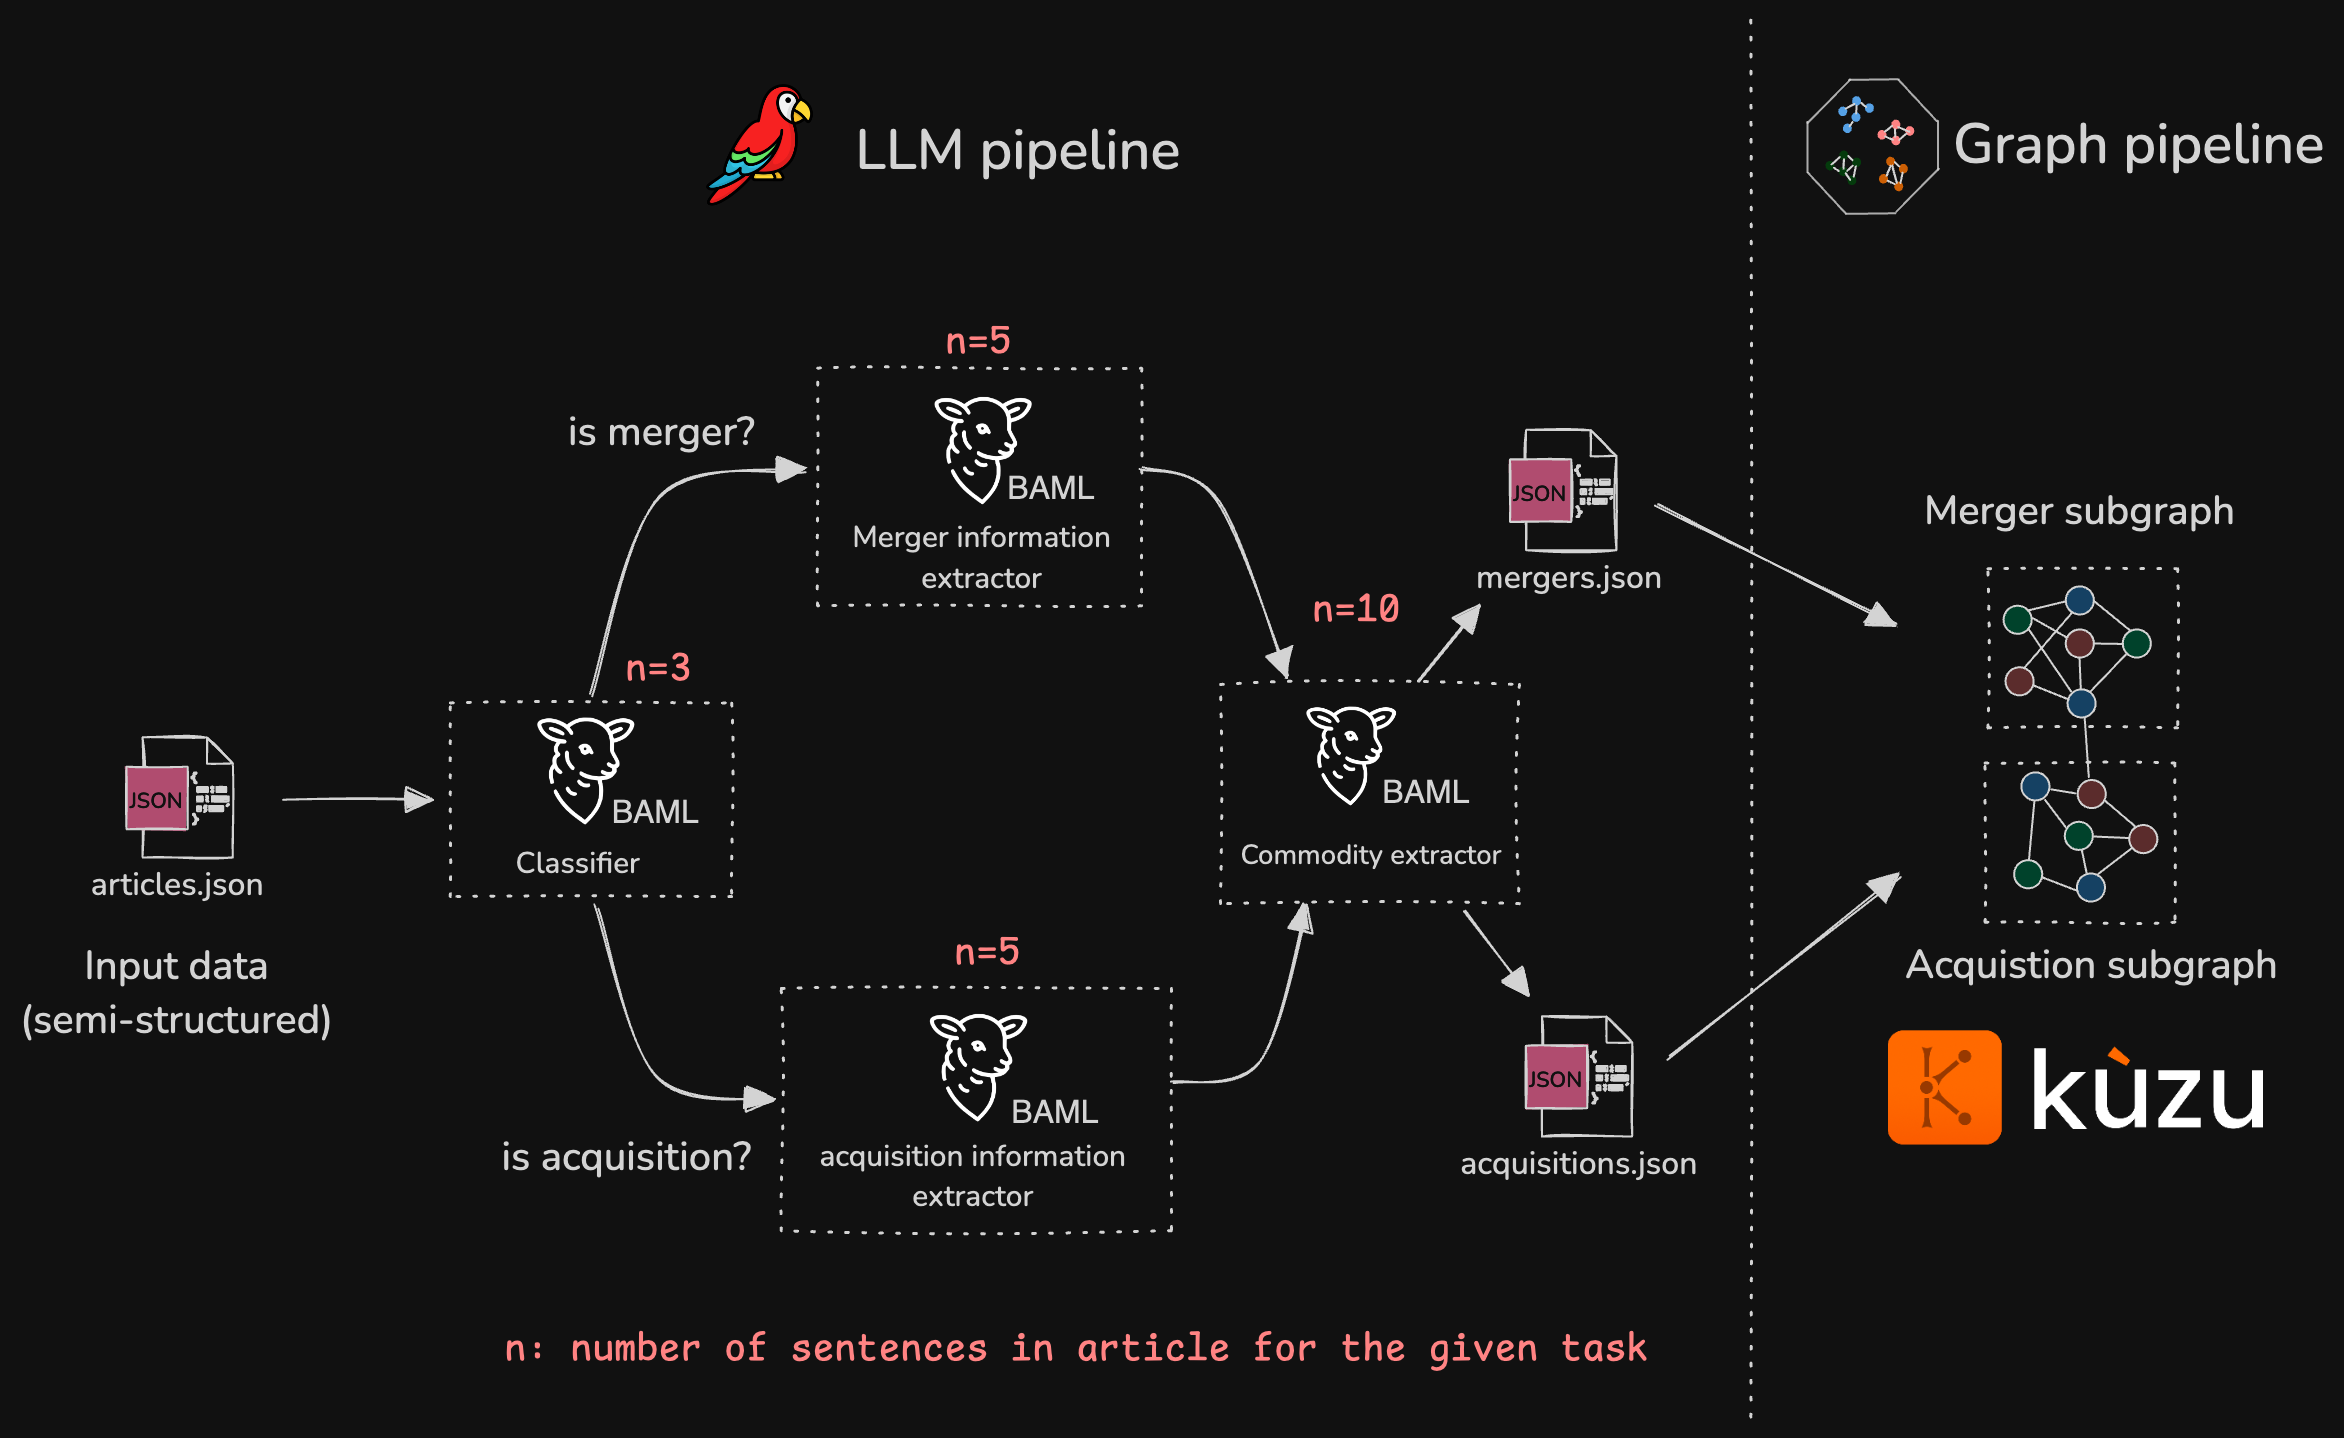 LLM pipeline
Graph pipeline
n=5
is merger?
BAML
Merger information
extractor
JSON
mergers.json
Merger subgraph
n=10
n=3
BAML
Classifier
BAML
Commodity extractor
JSON
articles.json
Input data
(semi-structured)
n=5
BAML
acquisition information
extractor
is acquisition?
JSON
acquisitions.json
Acquistion subgraph
kùzu
n: number of sentences in article for the given task